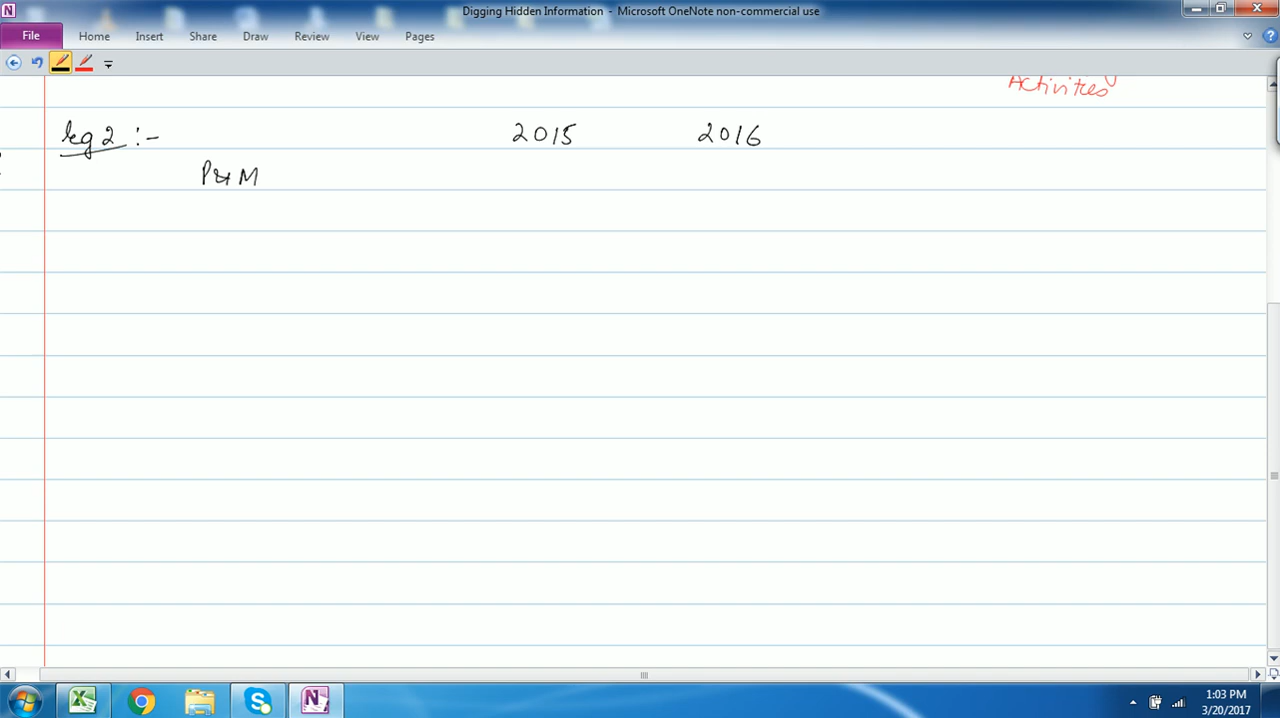 Digging Hidden Information - Microsoft OneNote non-commercial use
File Home Insert Share Draw Review View Pages
Activities
eg 2 :- 2015 2016
P & M
1:03 PM
3/20/2017